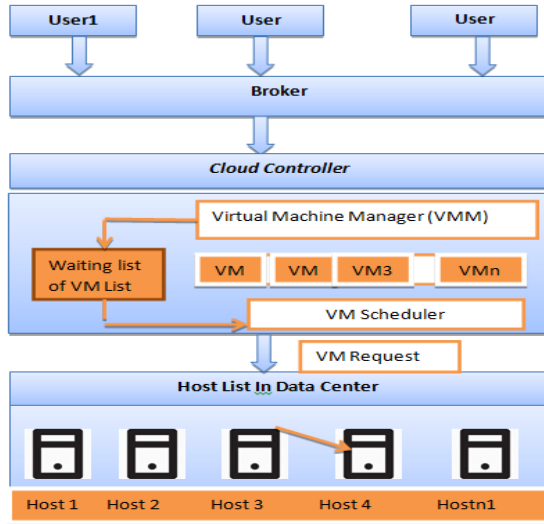 User1 User User
Broker
Cloud Controller
Virtual Machine Manager (VMM)
Waiting list
of VM List
VM VM VM3 VMn
VM Scheduler
VM Request
Host List In Data Center
Host 1 Host 2 Host 3 Host 4 Hostn1